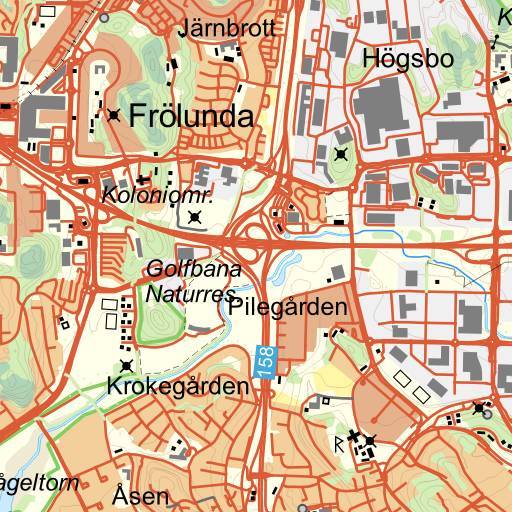 Järnbrott
K
Högsbo
Frölunda
Koloniomr.
Golfbana
Naturres.
Pilegården
158
Krokegården
R
ågeltorn
Åsen